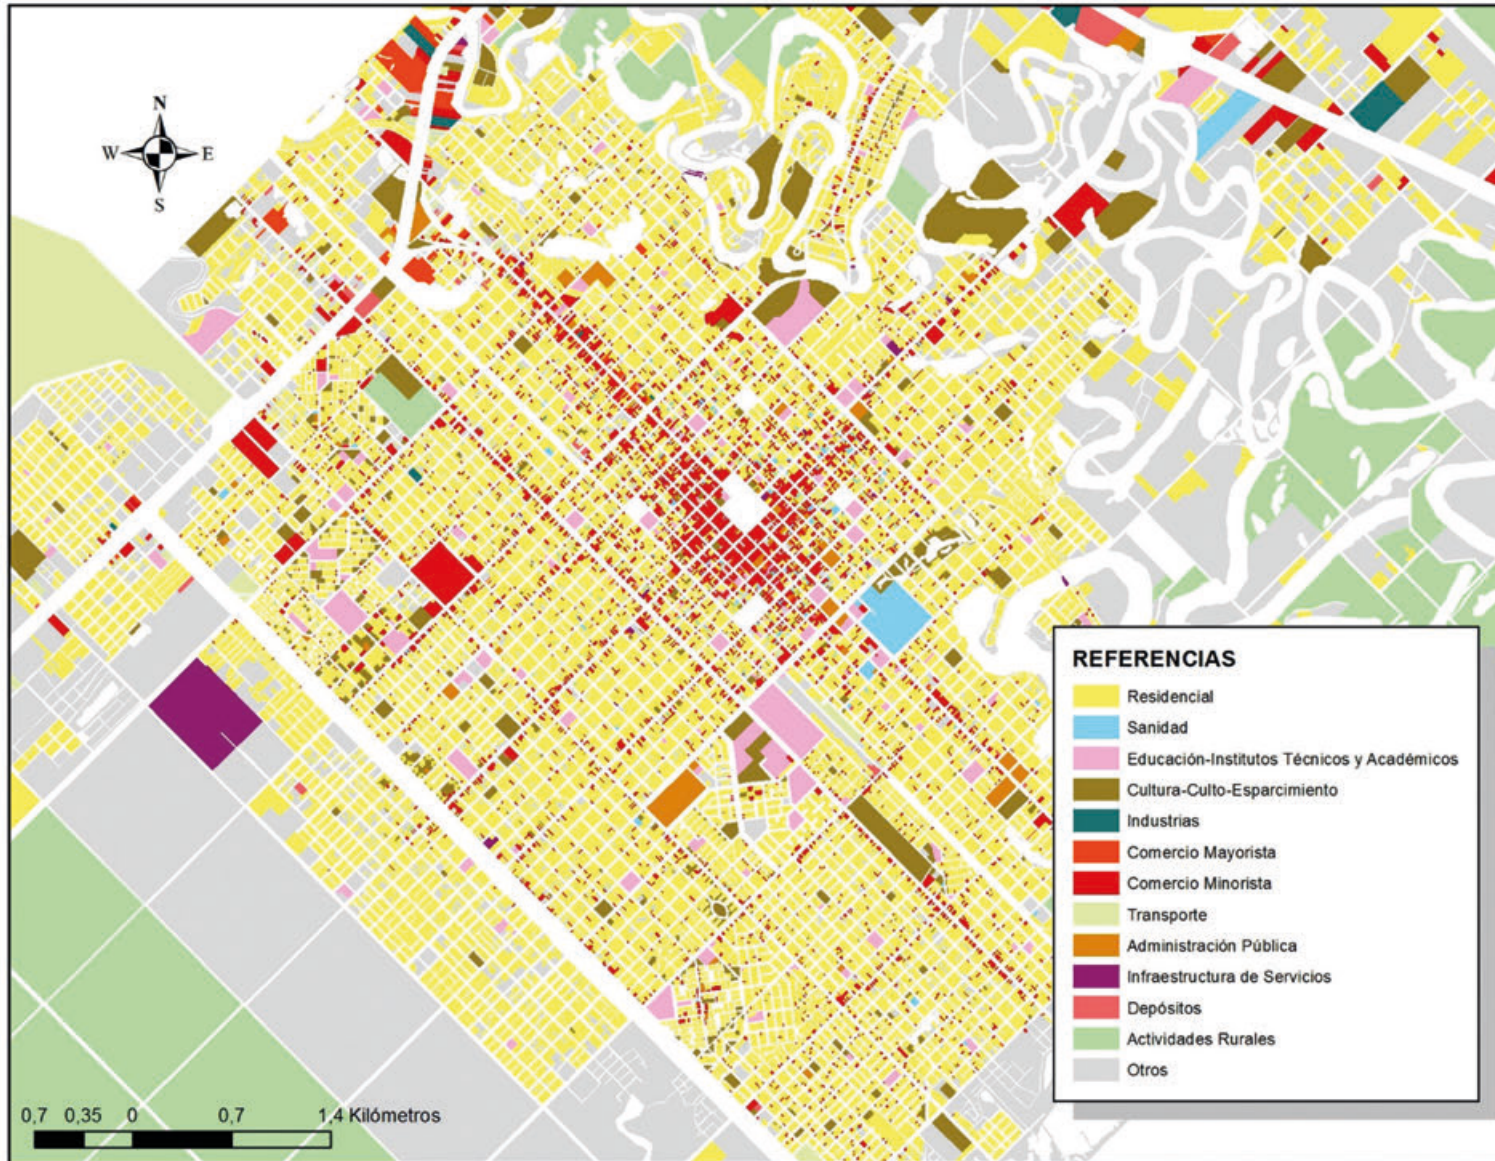 N
W E
S
REFERENCIAS
Residencial
Sanidad
Educación-Institutos Técnicos y Académicos
Cultura-Culto-Esparcimiento
Industrias
Comercio Mayorista
Comercio Minorista
Transporte
Administración Pública
Infraestructura de Servicios
Depósitos
Actividades Rurales
Otros
0,7 0,35 0 0,7 1,4 Kilómetros